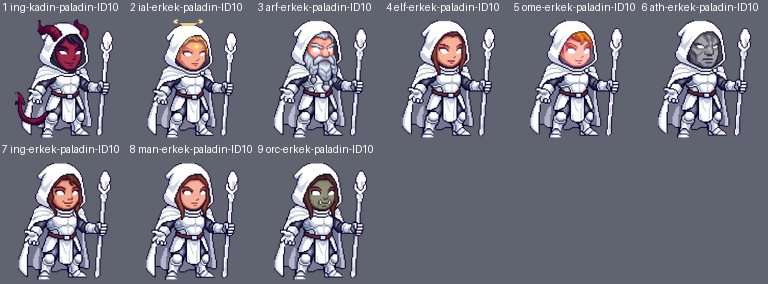 1 ing-kadin-paladin-ID10
2 ial-erkek-paladin-ID10
3 arf-erkek-paladin-ID10
4 elf-erkek-paladin-ID10
5 ome-erkek-paladin-ID10
6 ath-erkek-paladin-ID10
7 ing-erkek-paladin-ID10
8 man-erkek-paladin-ID10
9 orc-erkek-paladin-ID10